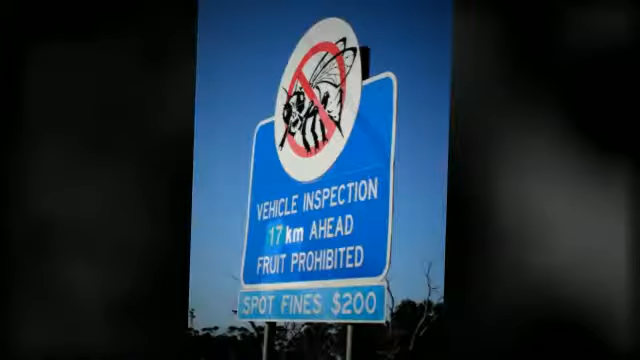 VEHICLE INSPECTION
17 km AHEAD
FRUIT PROHIBITED
SPOT FINES $200